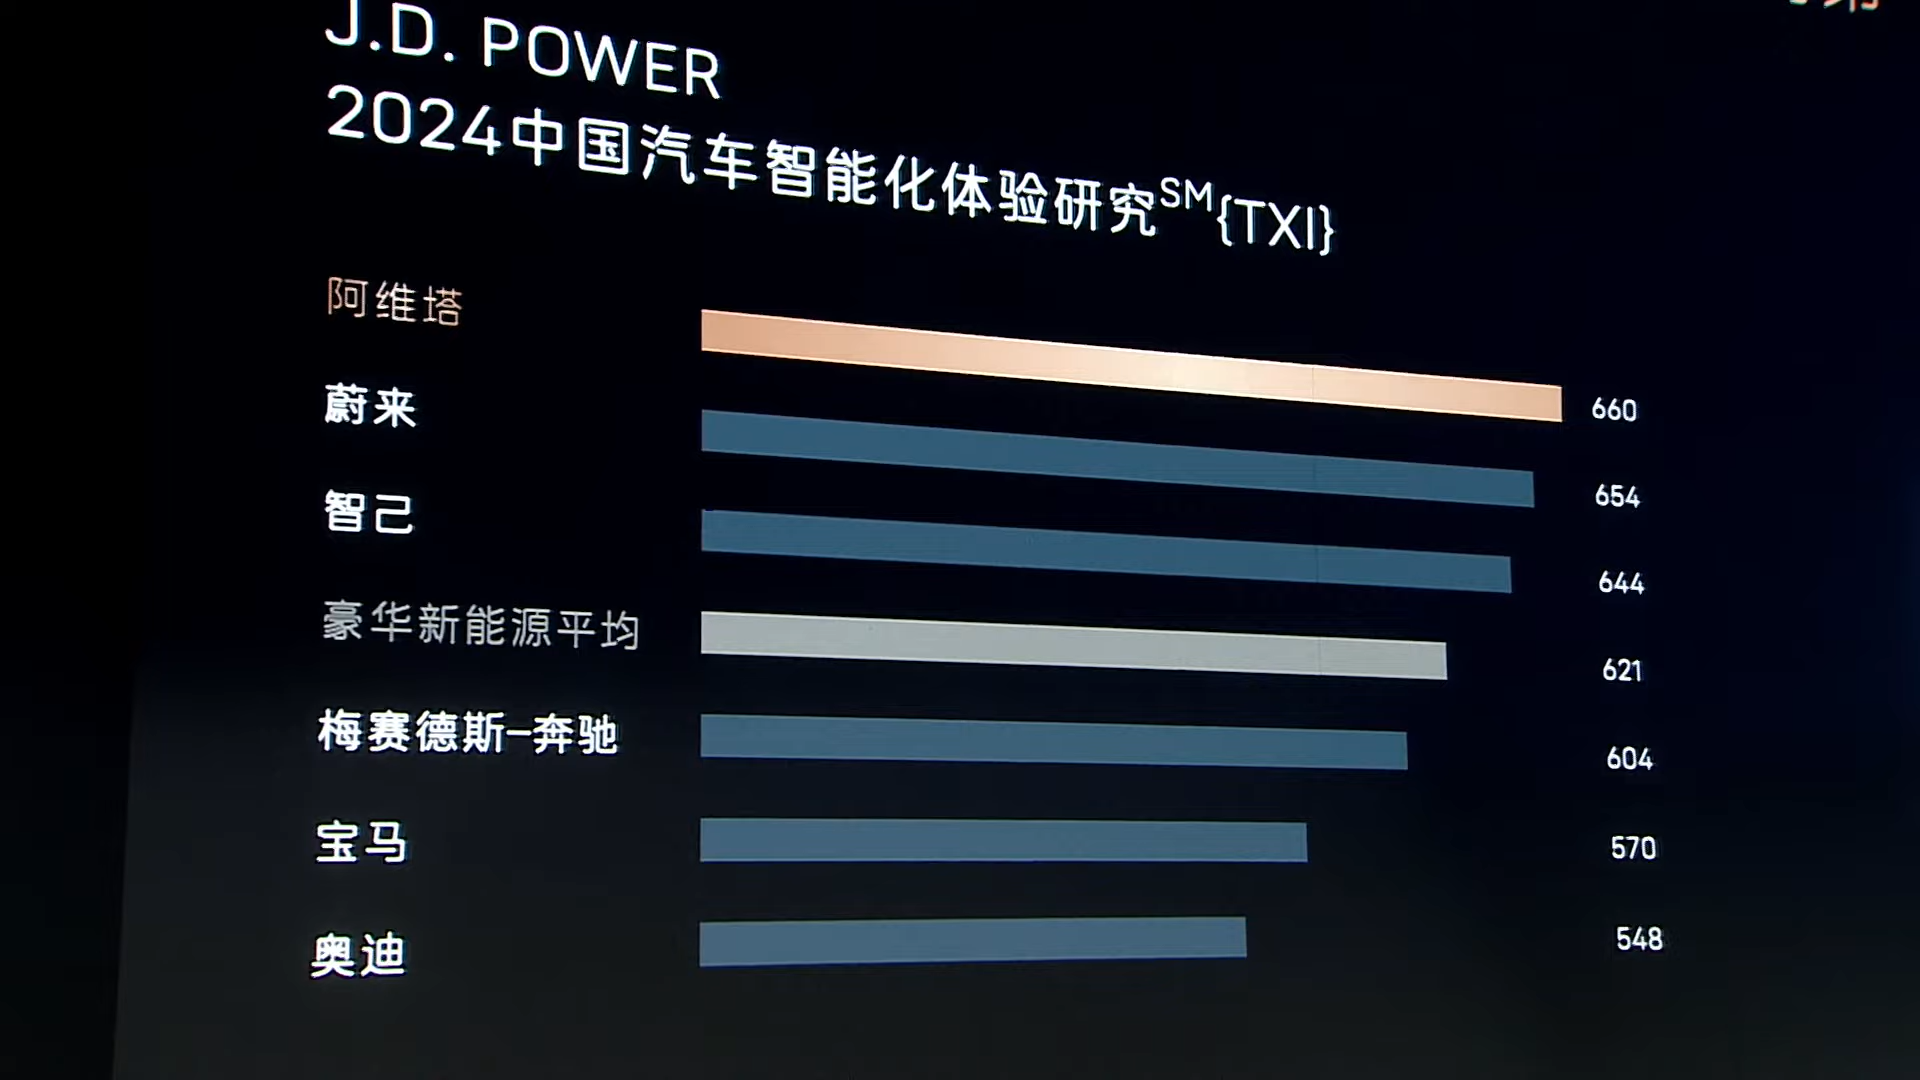 J.D. POWER
2024中国汽车智能化体验研究SM{TXI}
阿维塔 660
蔚来 654
智己 644
豪华新能源平均 621
梅赛德斯-奔驰 604
宝马 570
奥迪 548